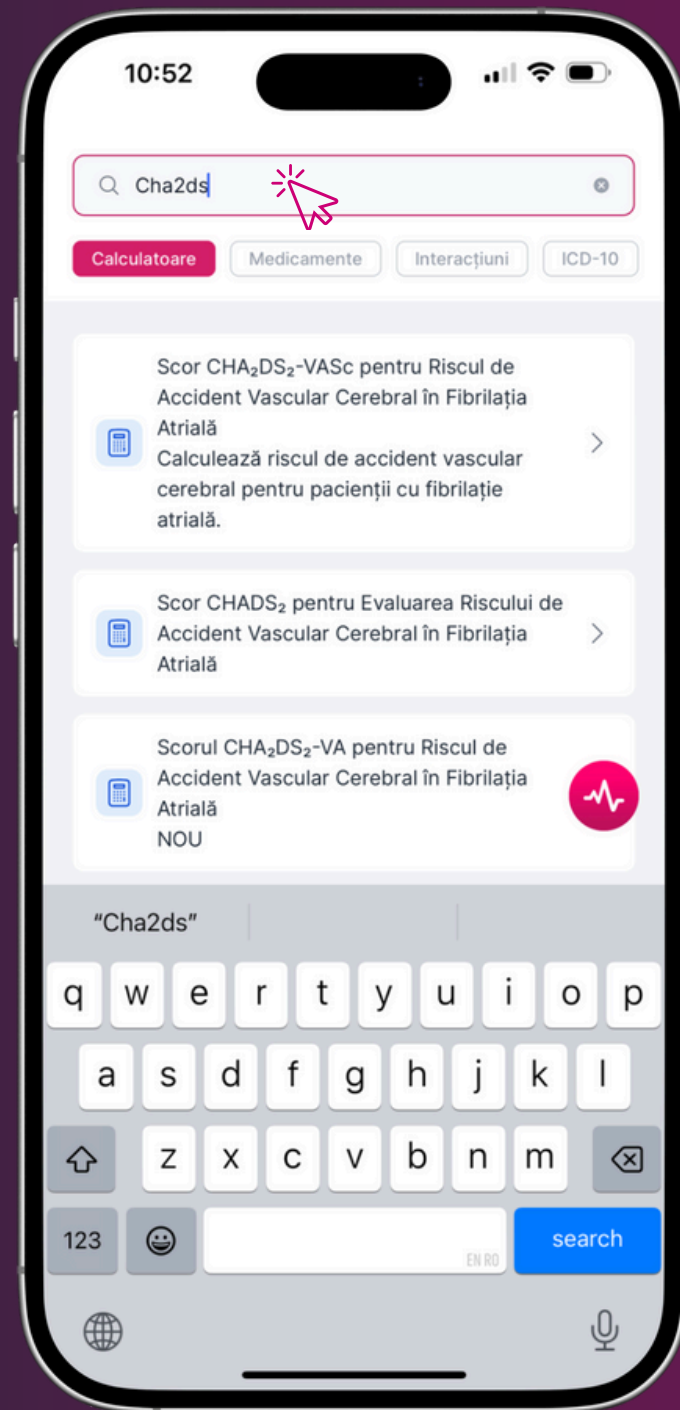 10:52
Cha2ds
Calculatoare Medicamente Interacțiuni ICD-10
Scor CHA₂DS₂-VASc pentru Riscul de
Accident Vascular Cerebral în Fibrilația
Atrială
Calculează riscul de accident vascular
cerebral pentru pacienții cu fibrilație
atrială.
Scor CHADS₂ pentru Evaluarea Riscului de
Accident Vascular Cerebral în Fibrilația
Atrială
Scorul CHA₂DS₂-VA pentru Riscul de
Accident Vascular Cerebral în Fibrilația
Atrială
NOU
“Cha2ds”
q w e r t y u i o p
a s d f g h j k l
z x c v b n m
123 EN RO search